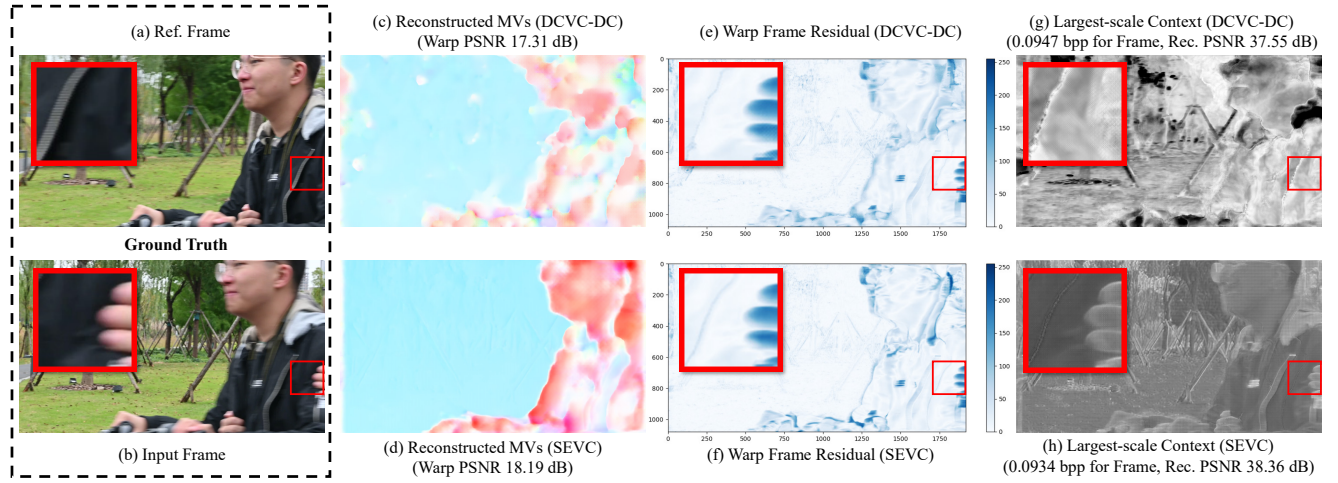 (a) Ref. Frame
Ground Truth
(b) Input Frame
(c) Reconstructed MVs (DCVC-DC)
(Warp PSNR 17.31 dB)
(d) Reconstructed MVs (SEVC)
(Warp PSNR 18.19 dB)
(e) Warp Frame Residual (DCVC-DC)
0
200
400
600
800
1000
0 250 500 750 1000 1250 1500 1750
250
200
150
100
50
0
0
200
400
600
800
1000
0 250 500 750 1000 1250 1500 1750
250
200
150
100
50
0
(f) Warp Frame Residual (SEVC)
(g) Largest-scale Context (DCVC-DC)
(0.0947 bpp for Frame, Rec. PSNR 37.55 dB)
(h) Largest-scale Context (SEVC)
(0.0934 bpp for Frame, Rec. PSNR 38.36 dB)